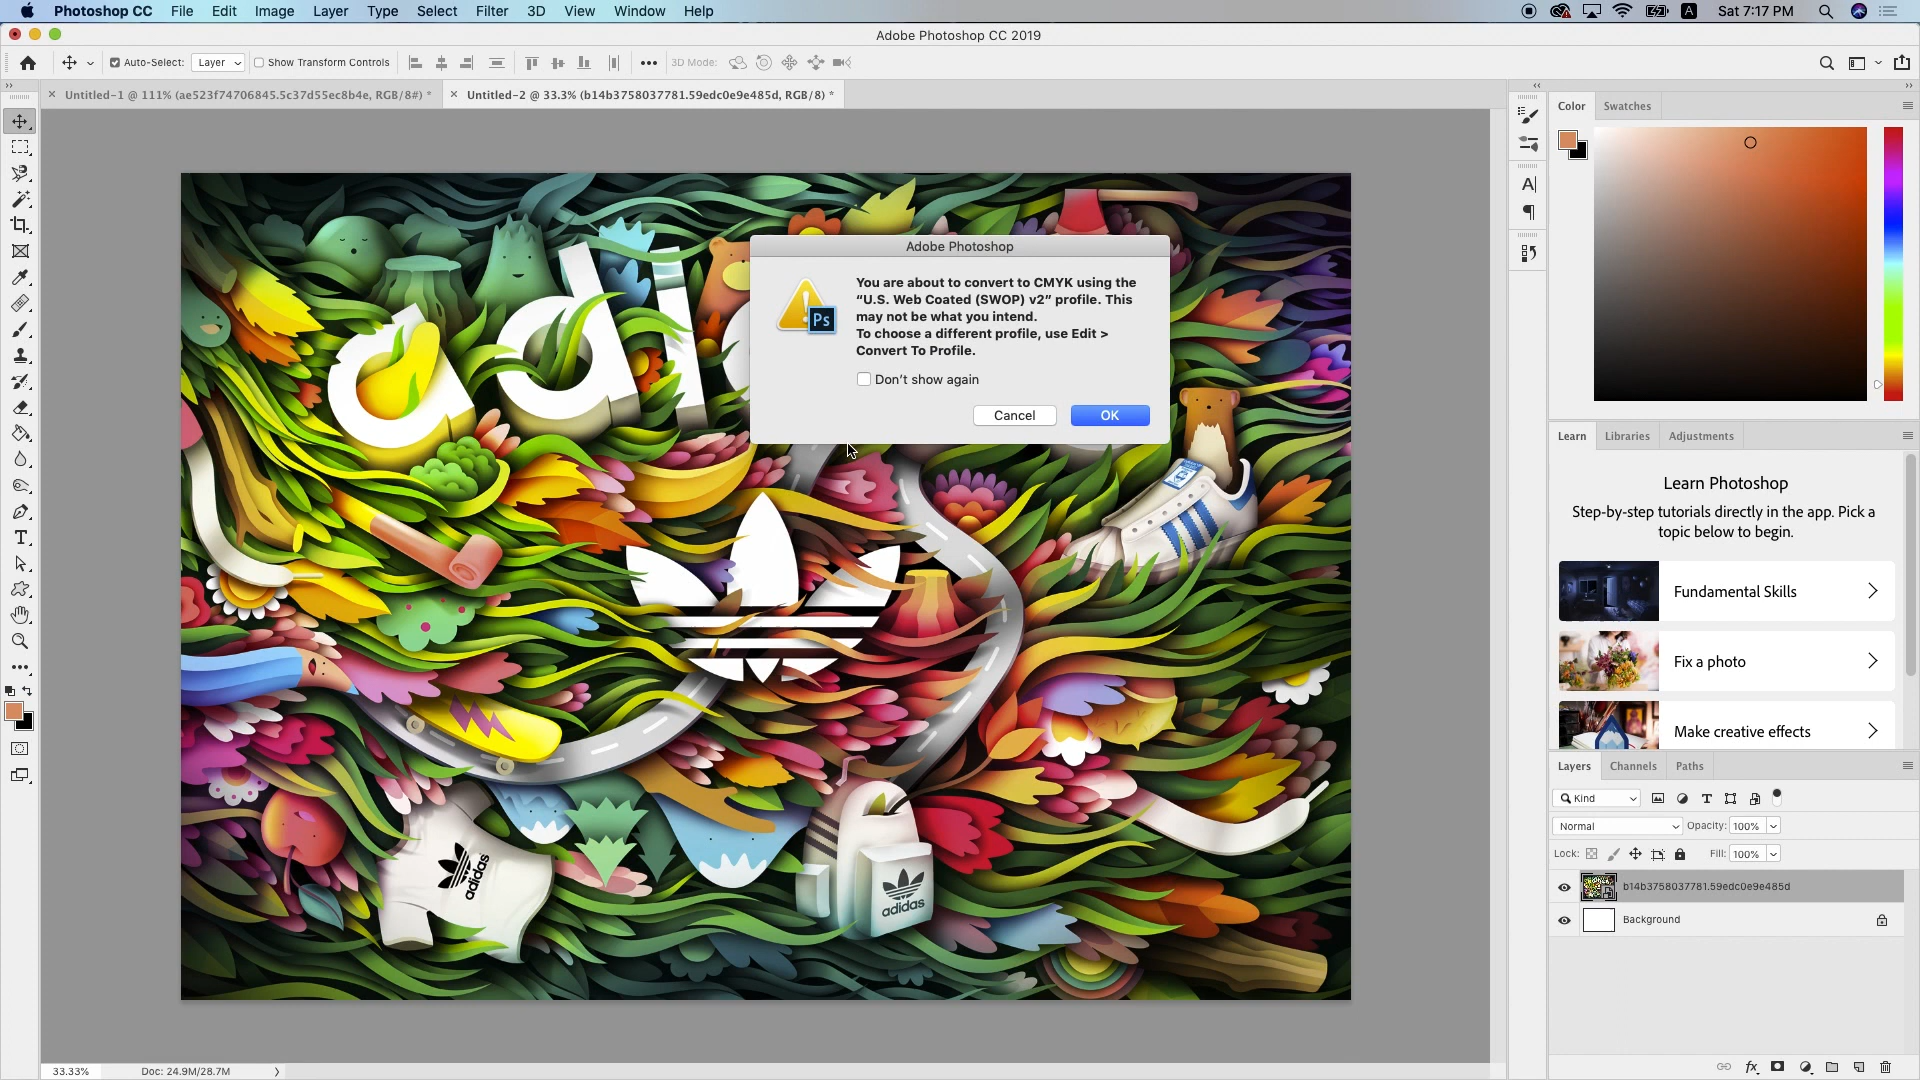 Photoshop CC File Edit Image Layer Type Select Filter 3D View Window Help
A Sat 7:17 PM
Adobe Photoshop CC 2019
Auto-Select: Layer Show Transform Controls 3D Mode:
Untitled-1 @ 111% (ae523f74706845.5c37d55ec8b4e, RGB/8#) *
Untitled-2 @ 33.3% (b14b3758037781.59edc0e9e485d, RGB/8) *
Color Swatches
adi
Adobe Photoshop
You are about to convert to CMYK using the
“U.S. Web Coated (SWOP) v2” profile. This
may not be what you intend.
To choose a different profile, use Edit >
Convert To Profile.
Ps
Don’t show again
Cancel OK
adidas
adidas
Learn Libraries Adjustments
Learn Photoshop
Step-by-step tutorials directly in the app. Pick a
topic below to begin.
Fundamental Skills
Fix a photo
Make creative effects
Layers Channels Paths
Kind
Normal Opacity: 100%
Lock: Fill: 100%
b14b3758037781.59edc0e9e485d
Background
33.33% Doc: 24.9M/28.7M